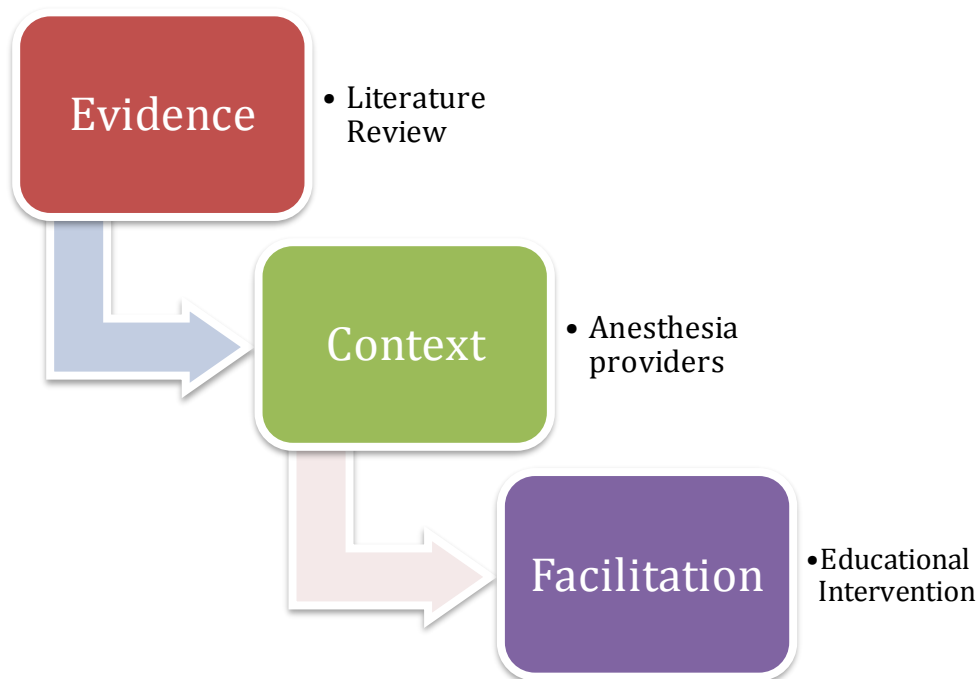 Evidence
• Literature
Review
Context
• Anesthesia
providers
Facilitation
•Educational
Intervention